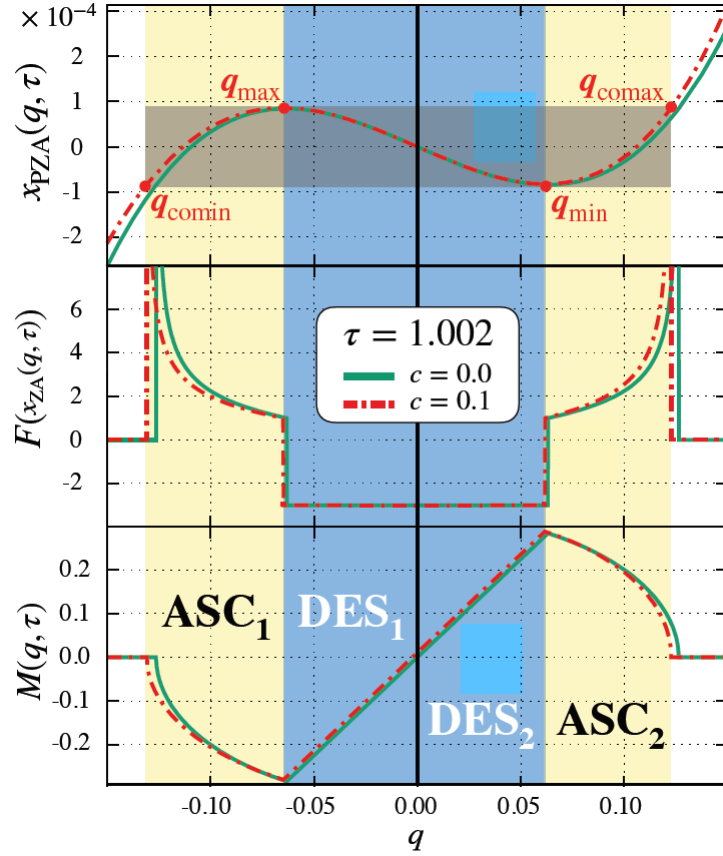 × 10⁻⁴
2
1
0
-1
-2
x_PZA(q, τ)
q_max
q_comax
q_comin
q_min
6
4
2
0
-2
F(x_ZA(q, τ))
τ = 1.002
c = 0.0
c = 0.1
0.2
0.1
0.0
-0.1
-0.2
M(q, τ)
ASC₁
DES₁
DES₂
ASC₂
-0.10
-0.05
0.00
0.05
0.10
q